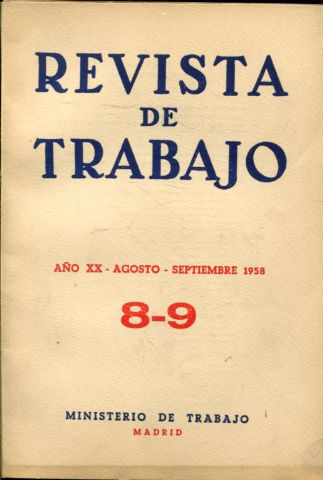 REVISTA
DE
TRABAJO
AÑO XX - AGOSTO - SEPTIEMBRE 1958
8-9
MINISTERIO DE TRABAJO
MADRID